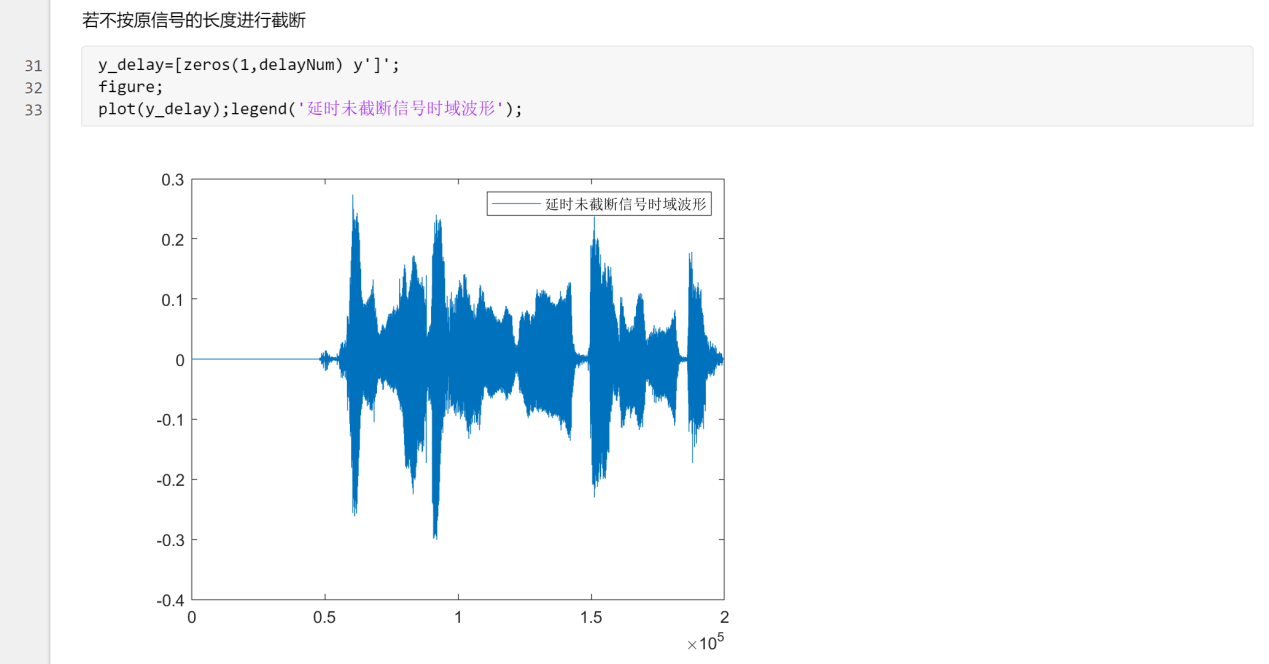 若不按原信号的长度进行截断
31 y_delay=[zeros(1,delayNum) y']';
32 figure;
33 plot(y_delay);legend('延时未截断信号时域波形');
延时未截断信号时域波形
0.3
0.2
0.1
0
-0.1
-0.2
-0.3
-0.4
0 0.5 1 1.5 2
×10⁵